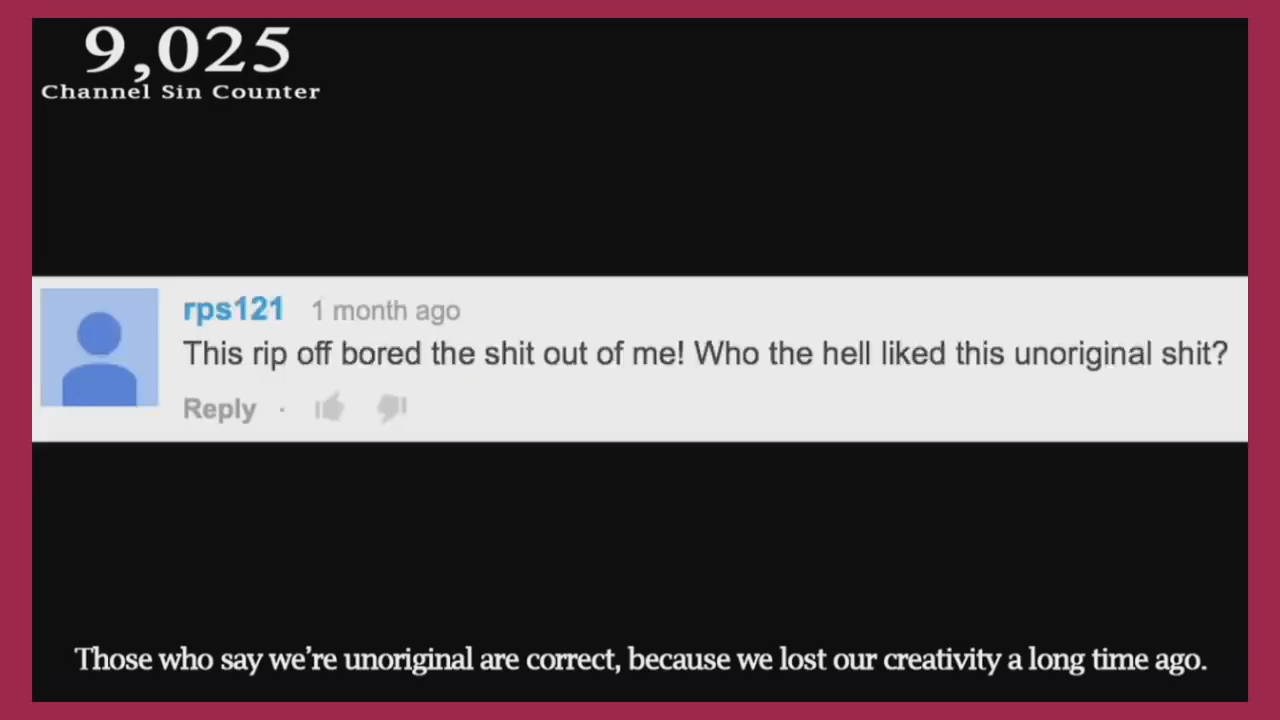 9,025
Channel Sin Counter
rps121 1 month ago
This rip off bored the shit out of me! Who the hell liked this unoriginal shit?
Reply ·
Those who say we're unoriginal are correct, because we lost our creativity a long time ago.